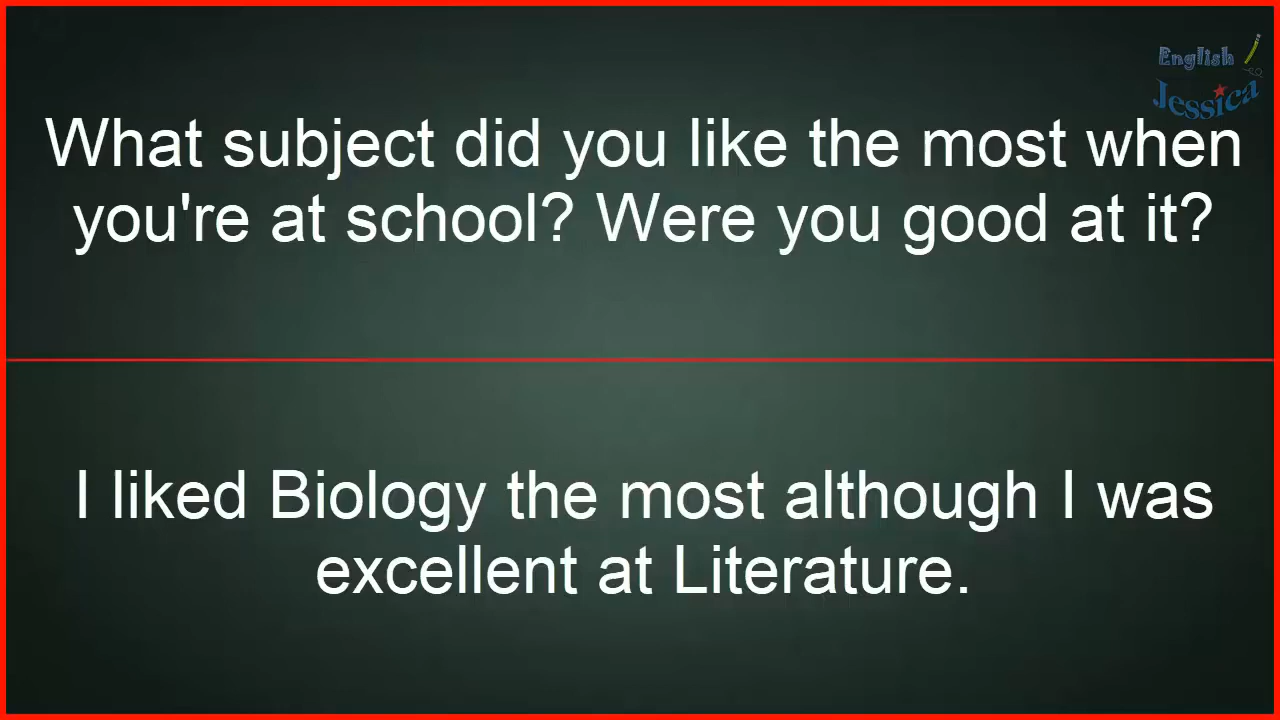 English
Jessica
What subject did you like the most when
you're at school? Were you good at it?
I liked Biology the most although I was
excellent at Literature.